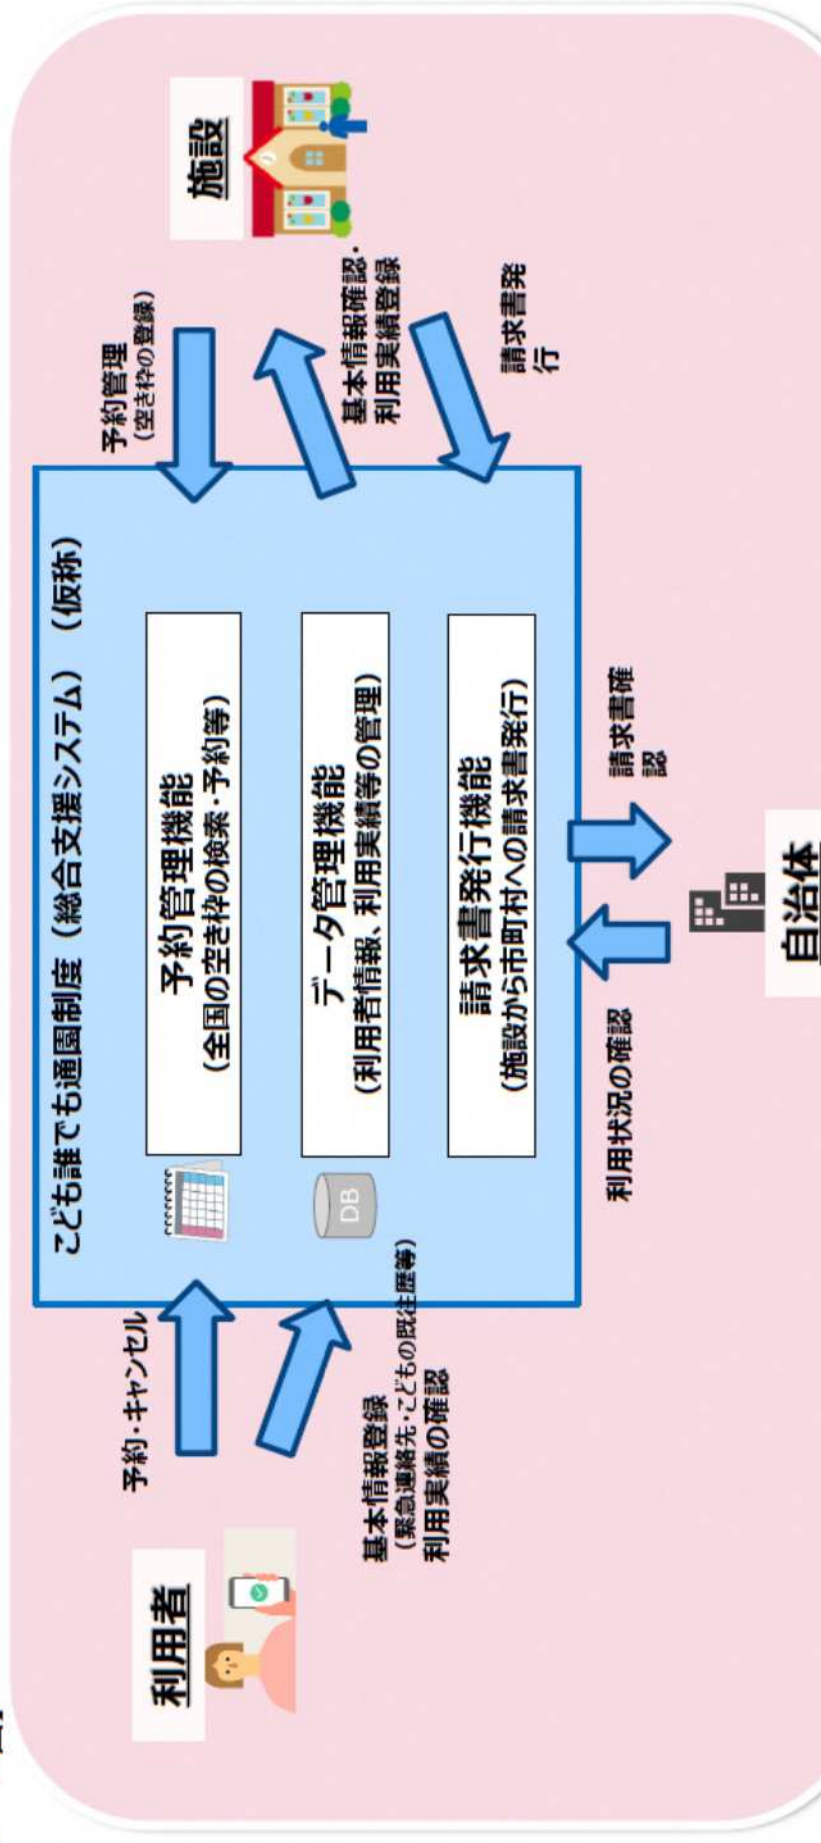 こども誰でも通園制度（総合支援システム）（仮称）
利用者
予約・キャンセル
基本情報登録
（緊急連絡先・こどもの既往歴等）
利用実績の確認
予約管理機能
（全国の空き枠の検索・予約等）
DB
データ管理機能
（利用者情報、利用実績等の管理）
請求書発行機能
（施設から市町村への請求書発行）
予約管理
（空き枠の登録）
施設
基本情報確認・
利用実績登録
請求書発
行
利用状況の確認
請求書確
認
自治体